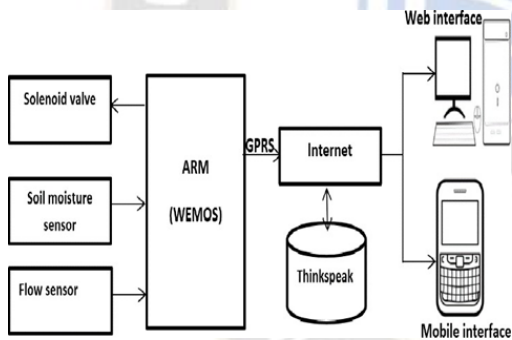 Web interface
Solenoid valve
Soil moisture
sensor
Flow sensor
ARM
(WEMOS)
GPRS
Internet
Thinkspeak
Mobile interface